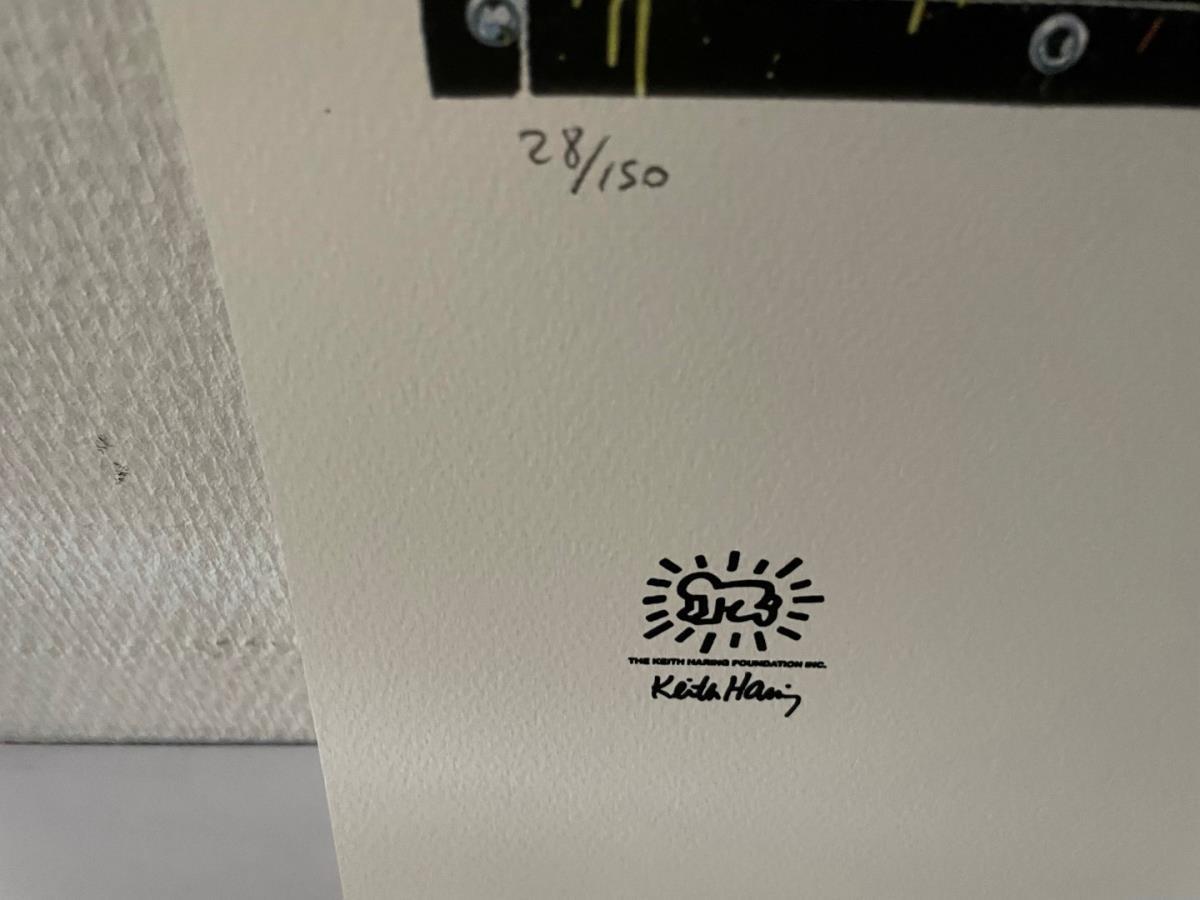 28/150
THE KEITH HARING FOUNDATION INC.
Keith Haring